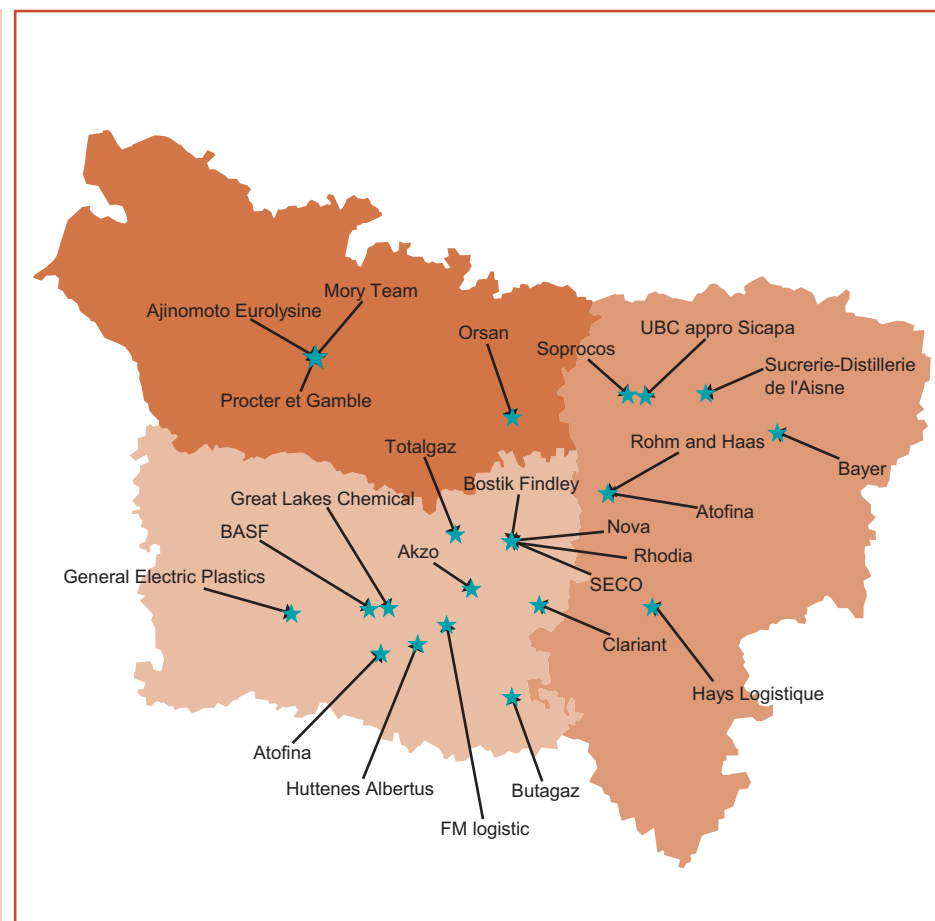 Mory Team
Ajinomoto Eurolysine
Procter et Gamble
Orsan
UBC appro Sicapa
Soprocos
Sucrerie-Distillerie
de l'Aisne
Bayer
Rohm and Haas
Atofina
Totalgaz
Bostik Findley
Great Lakes Chemical
Nova
BASF
Rhodia
Akzo
General Electric Plastics
SECO
Clariant
Hays Logistique
Atofina
Huttenes Albertus
Butagaz
FM logistic